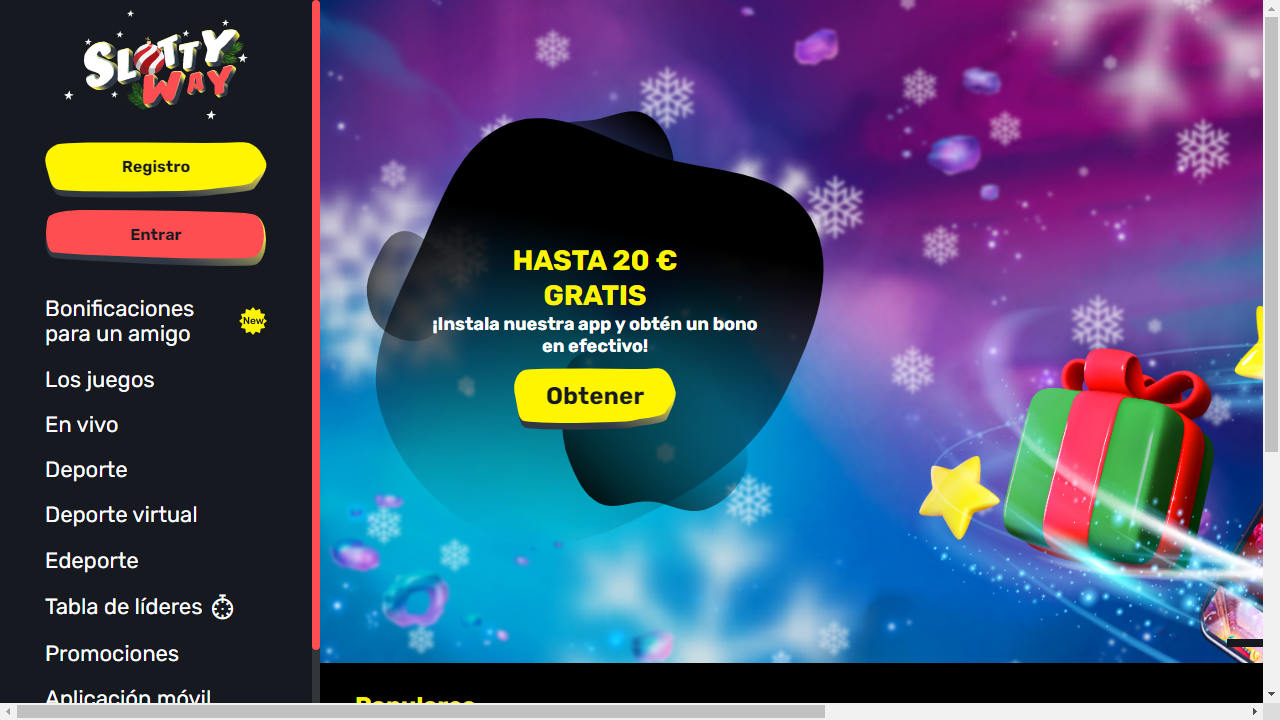 SLOTTY
WAY
Registro
Entrar
Bonificaciones
para un amigo
New
Los juegos
En vivo
Deporte
Deporte virtual
Edeporte
Tabla de líderes
Promociones
Aplicación móvil
HASTA 20 €
GRATIS
¡Instala nuestra app y obtén un bono
en efectivo!
Obtener
Populares